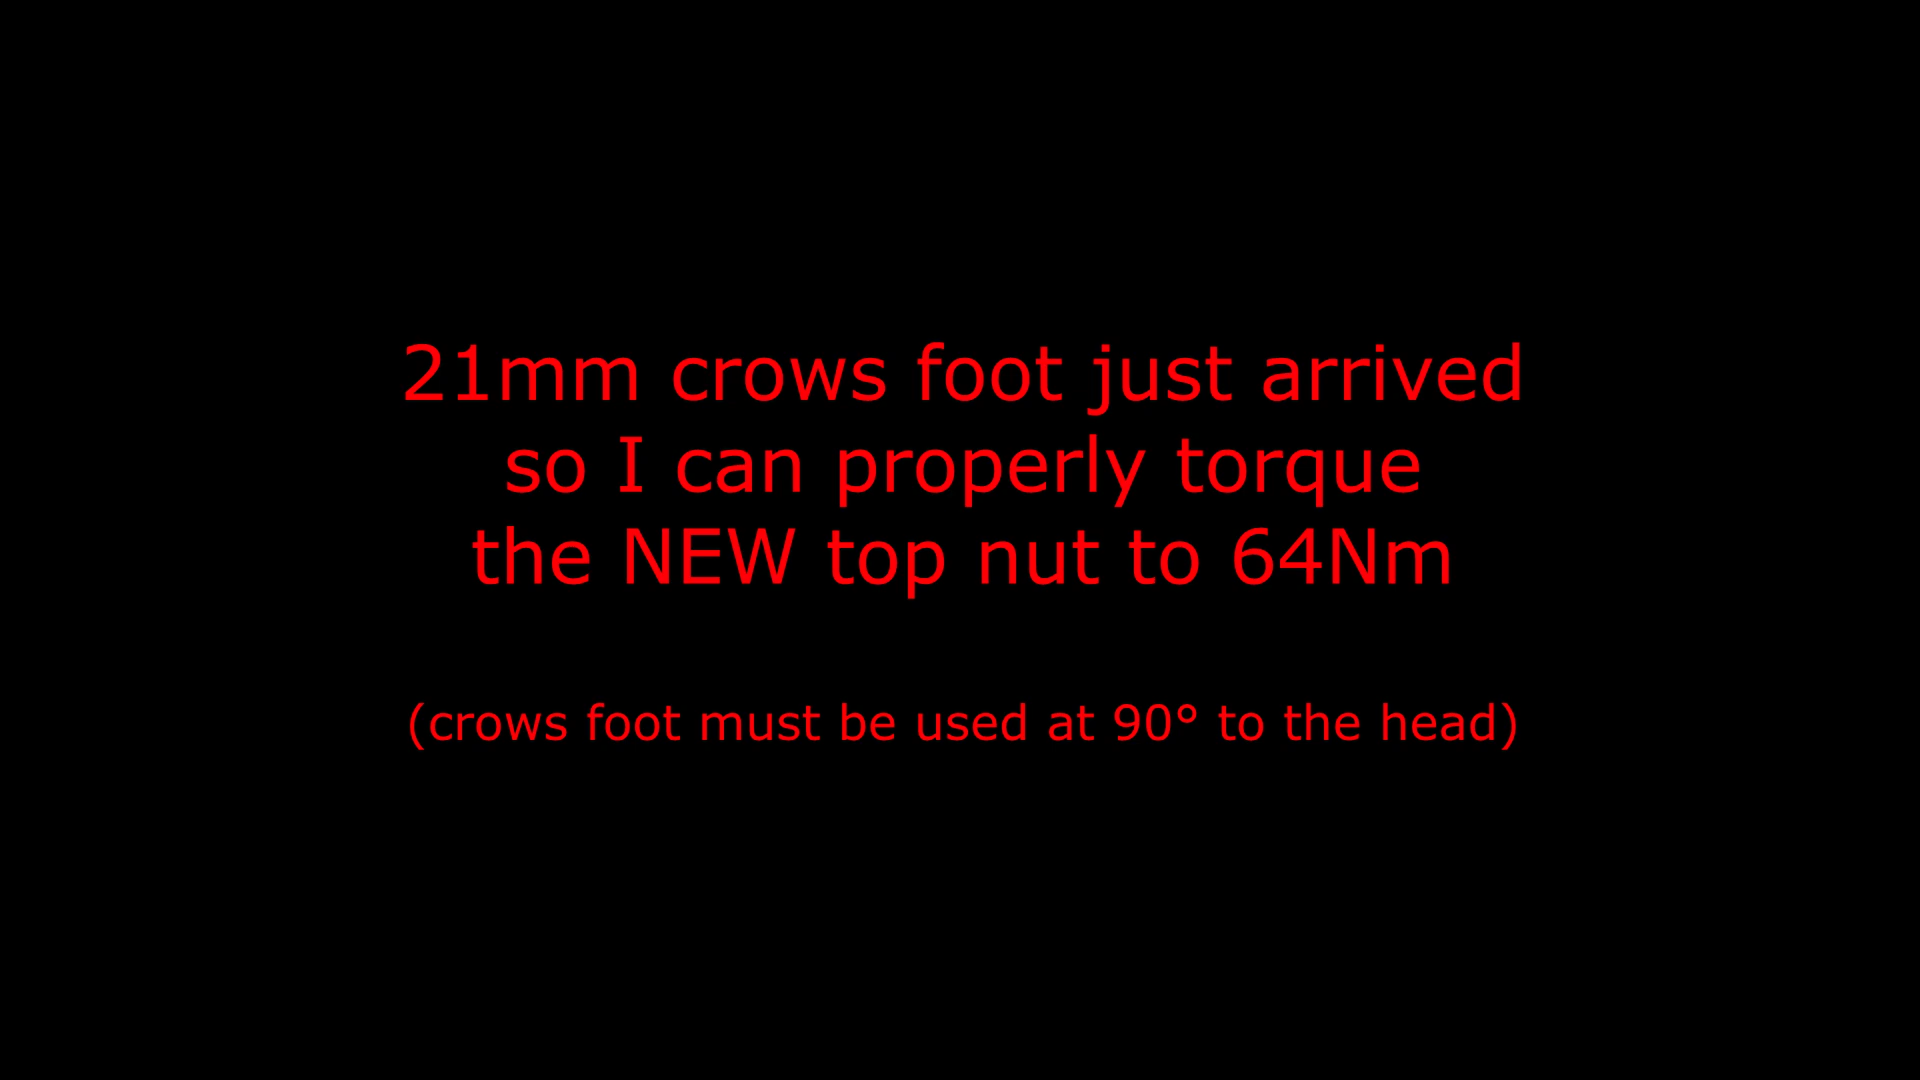 21mm crows foot just arrived
so I can properly torque
the NEW top nut to 64Nm
(crows foot must be used at 90° to the head)